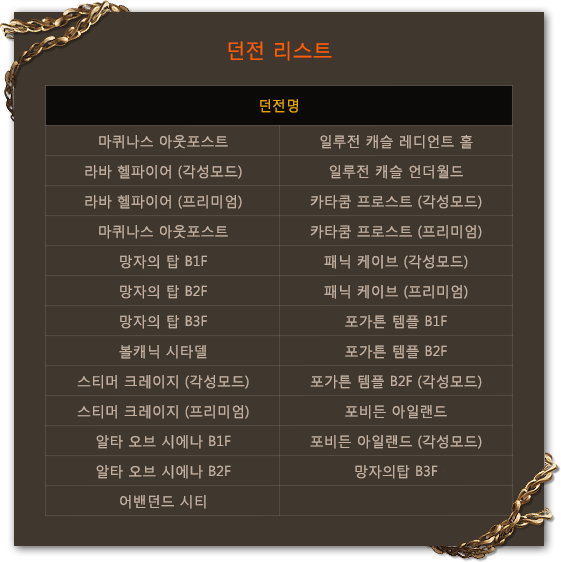 던전 리스트
던전명
마퀴나스 아웃포스트 일루전 캐슬 레디언트 홀
라바 헬파이어 (각성모드) 일루전 캐슬 언더월드
라바 헬파이어 (프리미엄) 카타쿰 프로스트 (각성모드)
마퀴나스 아웃포스트 카타쿰 프로스트 (프리미엄)
망자의 탑 B1F 패닉 케이브 (각성모드)
망자의 탑 B2F 패닉 케이브 (프리미엄)
망자의 탑 B3F 포가튼 템플 B1F
볼캐닉 시타델 포가튼 템플 B2F
스티머 크레이지 (각성모드) 포가튼 템플 B2F (각성모드)
스티머 크레이지 (프리미엄) 포비든 아일랜드
알타 오브 시에나 B1F 포비든 아일랜드 (각성모드)
알타 오브 시에나 B2F 망자의탑 B3F
어밴던드 시티